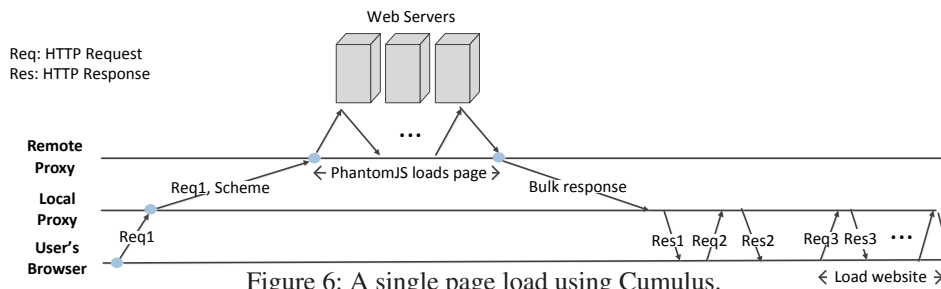 Web Servers
Req: HTTP Request
Res: HTTP Response
...
Remote
Proxy
PhantomJS loads page
Req1, Scheme
Bulk response
Local
Proxy
Req1
Res1
Req2
Res2
Req3
Res3
...
User's
Browser
Load website
Figure 6: A single page load using Cumulus.